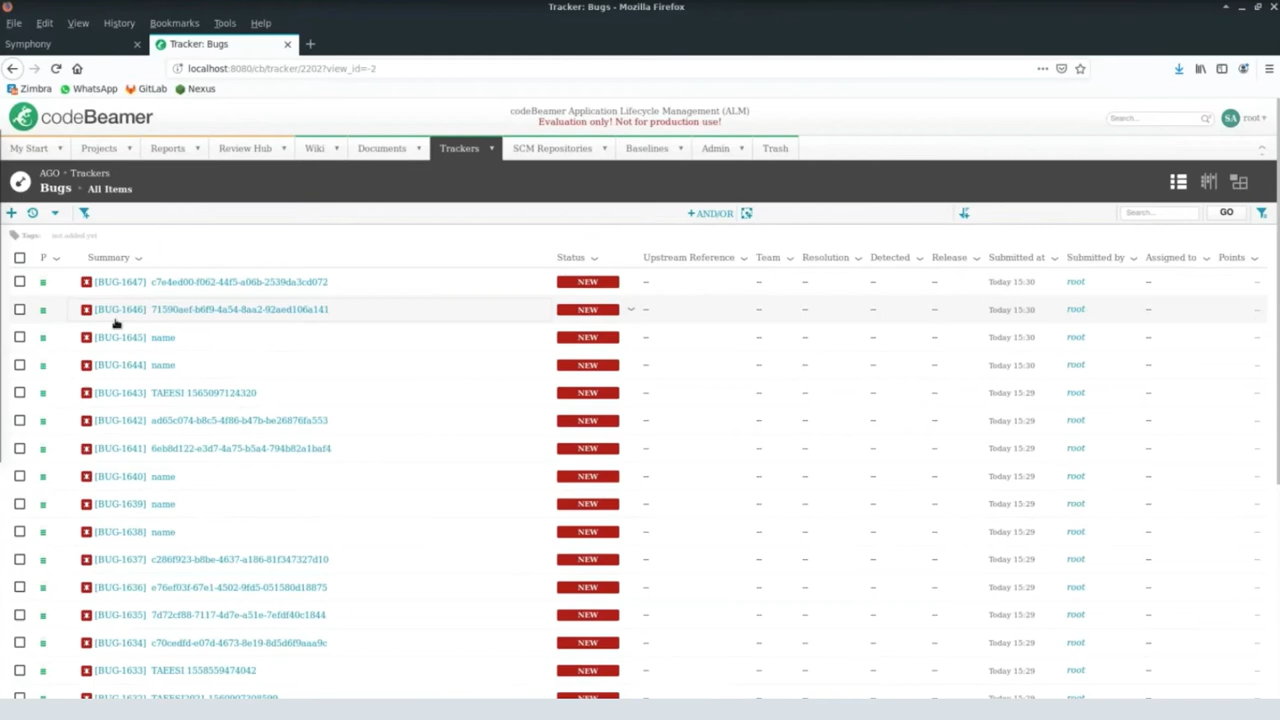 Tracker: Bugs - Mozilla Firefox
File Edit View History Bookmarks Tools Help
Symphony Tracker: Bugs
localhost:8080/cb/tracker/2202?view_id=-2
Zimbra WhatsApp GitLab Nexus
codeBeamer
codeBeamer Application Lifecycle Management (ALM)
Evaluation only! Not for production use!
Search... SA root
My Start Projects Reports Review Hub Wiki Documents Trackers SCM Repositories Baselines Admin Trash
AGO · Trackers
Bugs · All Items
+AND/OR Search... GO
Tags: not added yet
P Summary Status Upstream Reference Team Resolution Detected Release Submitted at Submitted by Assigned to Points
[BUG-1647] c7e4ed00-f062-44f5-a06b-2539da3cd072 NEW -- -- -- -- -- Today 15:30 root -- --
[BUG-1646] 71590aef-b6f9-4a54-8aa2-92aed106a141 NEW -- -- -- -- -- Today 15:30 root -- --
[BUG-1645] name NEW -- -- -- -- -- Today 15:30 root -- --
[BUG-1644] name NEW -- -- -- -- -- Today 15:30 root -- --
[BUG-1643] TAEESI 1565097124320 NEW -- -- -- -- -- Today 15:29 root -- --
[BUG-1642] ad65c074-b8c5-4f86-b47b-be26876fa553 NEW -- -- -- -- -- Today 15:29 root -- --
[BUG-1641] 6eb8d122-e3d7-4a75-b5a4-794b82a1baf4 NEW -- -- -- -- -- Today 15:29 root -- --
[BUG-1640] name NEW -- -- -- -- -- Today 15:29 root -- --
[BUG-1639] name NEW -- -- -- -- -- Today 15:29 root -- --
[BUG-1638] name NEW -- -- -- -- -- Today 15:29 root -- --
[BUG-1637] c286f923-b8be-4637-a186-81f347327d10 NEW -- -- -- -- -- Today 15:29 root -- --
[BUG-1636] e76ef03f-67e1-4502-9fd5-051580d18875 NEW -- -- -- -- -- Today 15:29 root -- --
[BUG-1635] 7d72cf88-7117-4d7e-a51e-7efdf40c1844 NEW -- -- -- -- -- Today 15:29 root -- --
[BUG-1634] c70cedfd-e07d-4673-8e19-8d5d6f9aaa9c NEW -- -- -- -- -- Today 15:29 root -- --
[BUG-1633] TAEESI 1558559474042 NEW -- -- -- -- -- Today 15:29 root -- --